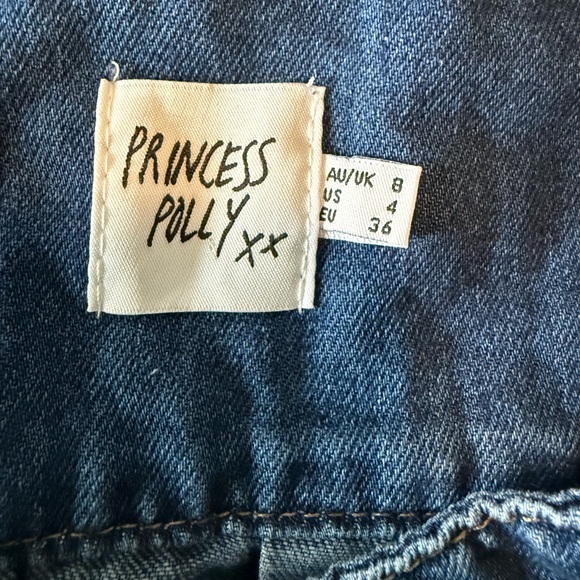 PRINCESS
POLLY xx
AU/UK 8
US 4
EU 36